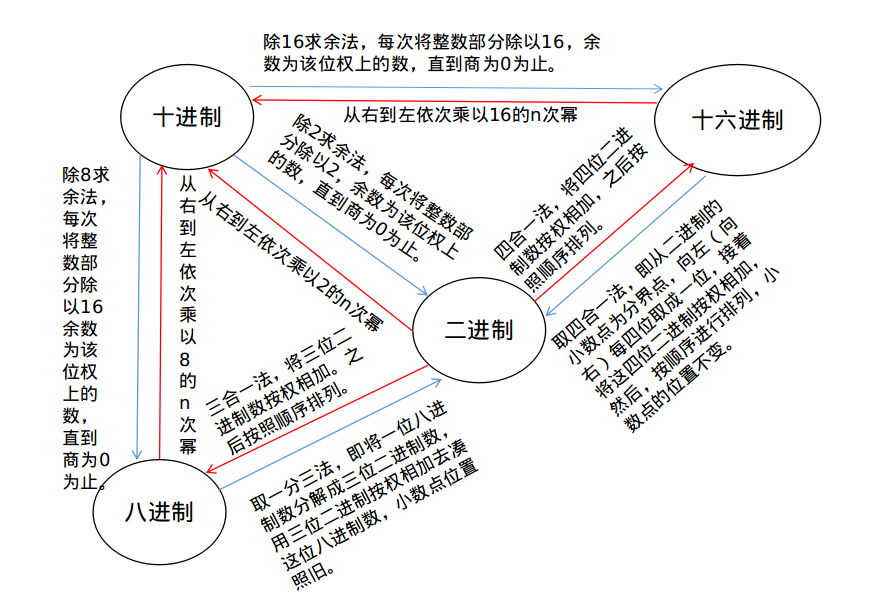 除16求余法，每次将整数部分除以16，余
数为该位权上的数，直到商为0为止。
十进制
十六进制
从右到左依次乘以16的n次幂
除2求余法，每次将整数部
分除以2，余数为该位权上
的数，直到商为0为止。
四合一法，将四位二进
制数按权相加，之后按
照顺序排列。
除8求
余法，
每次
将整
数部
分除
以16
余数
为该
位权
上的
数，
直到
商为0
为止。
从
右
到
左
依
次
乘
以
8
的
n
次
幂
从右到左依次乘以2的n次幂
二进制
取四合一法，即从二进制的
小数点为分界点，向左（向
右）每四位取成一位，接着
将这四位二进制按权相加，
然后，按顺序进行排列，小
数点的位置不变。
三合一法，将三位二
进制数按照相加。之
后按照顺序排列。
取一分三法，即将一位八进
制数分解成三位二进制数，
用三位二进制按权相加去凑
这位八进制数，小数点位置
照旧。
八进制